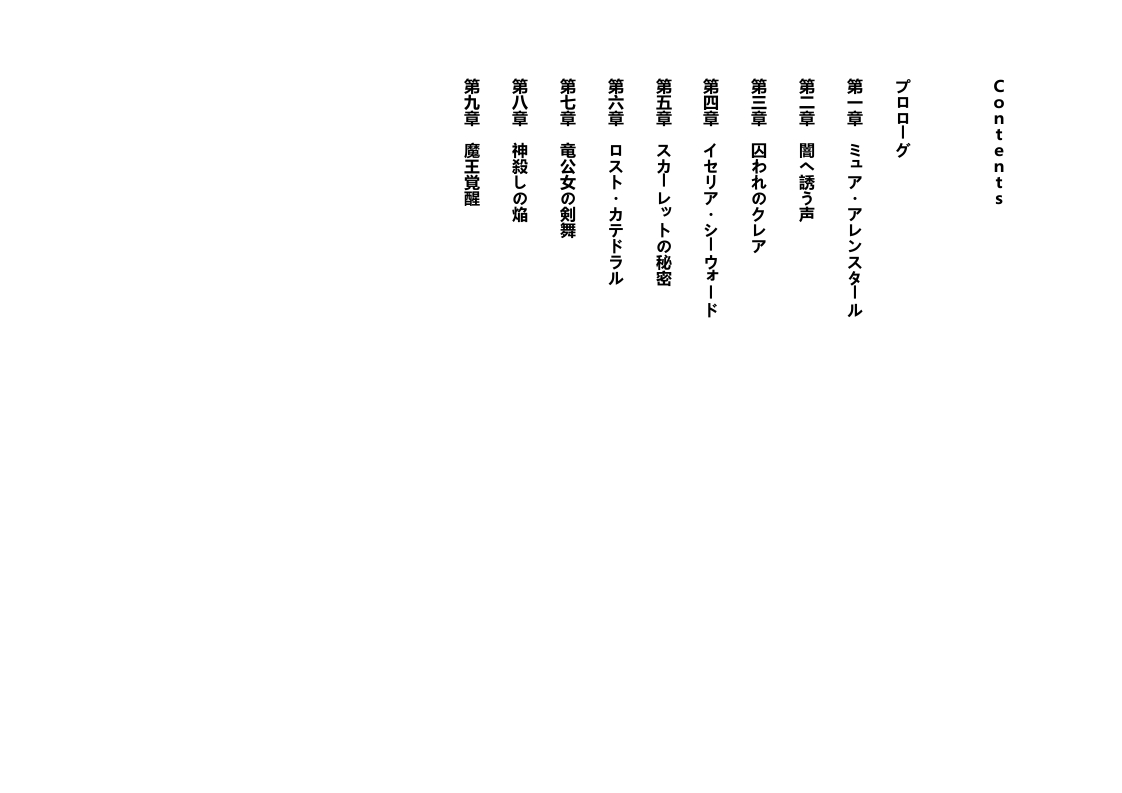 Contents
プロローグ
第一章　ミュア・アレンスタール
第二章　闇へ誘う声
第三章　囚われのクレア
第四章　イセリア・シーウォード
第五章　スカーレットの秘密
第六章　ロスト・カテドラル
第七章　竜公女の剣舞
第八章　神殺しの焔
第九章　魔王覚醒